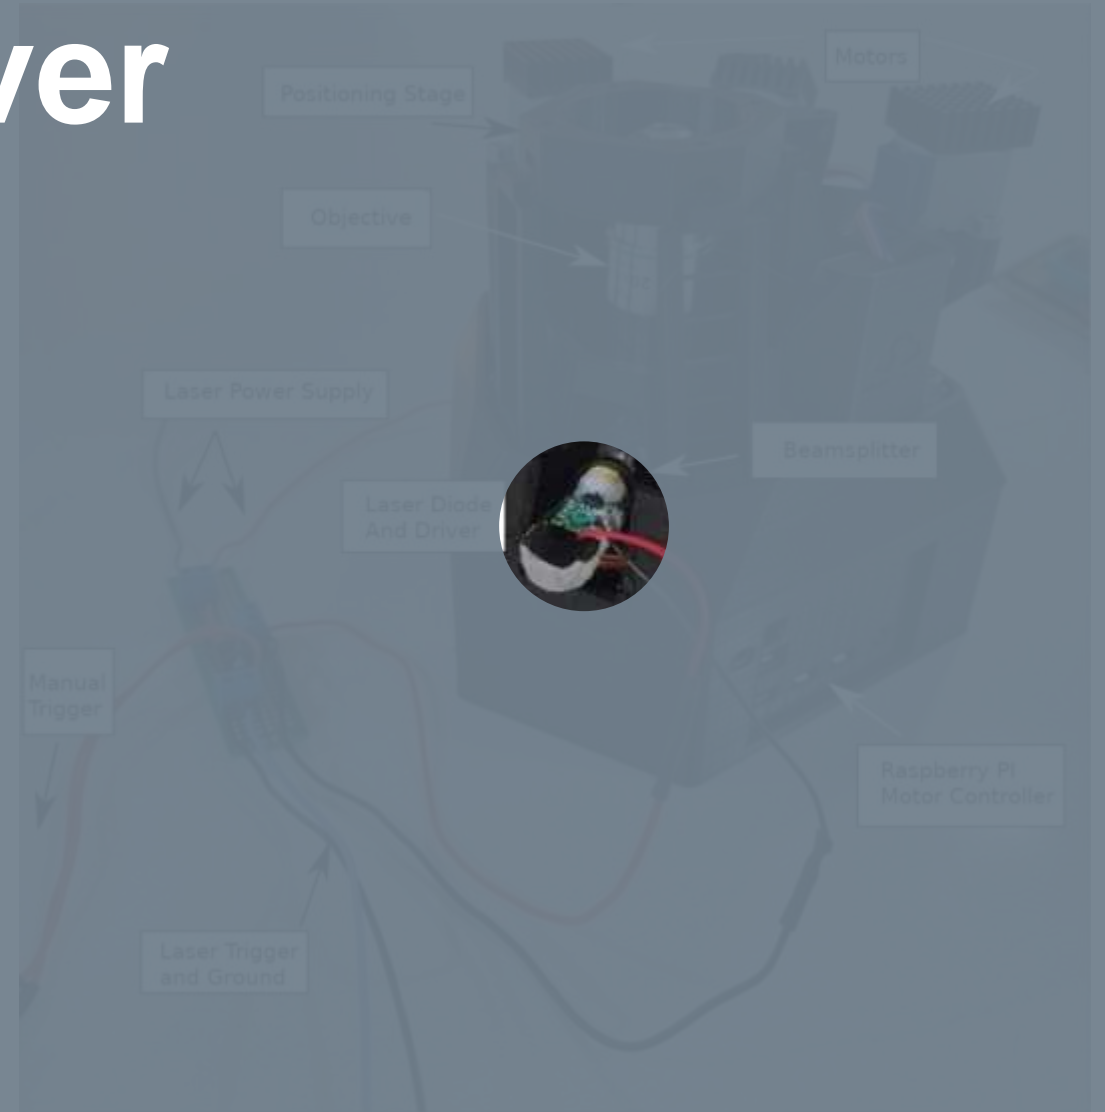 ver
Motors
Positioning Stage
Objective
Laser Power Supply
Beamsplitter
Laser Diode
And Driver
Manual
Trigger
Raspberry PI
Motor Controller
Laser Trigger
and Ground